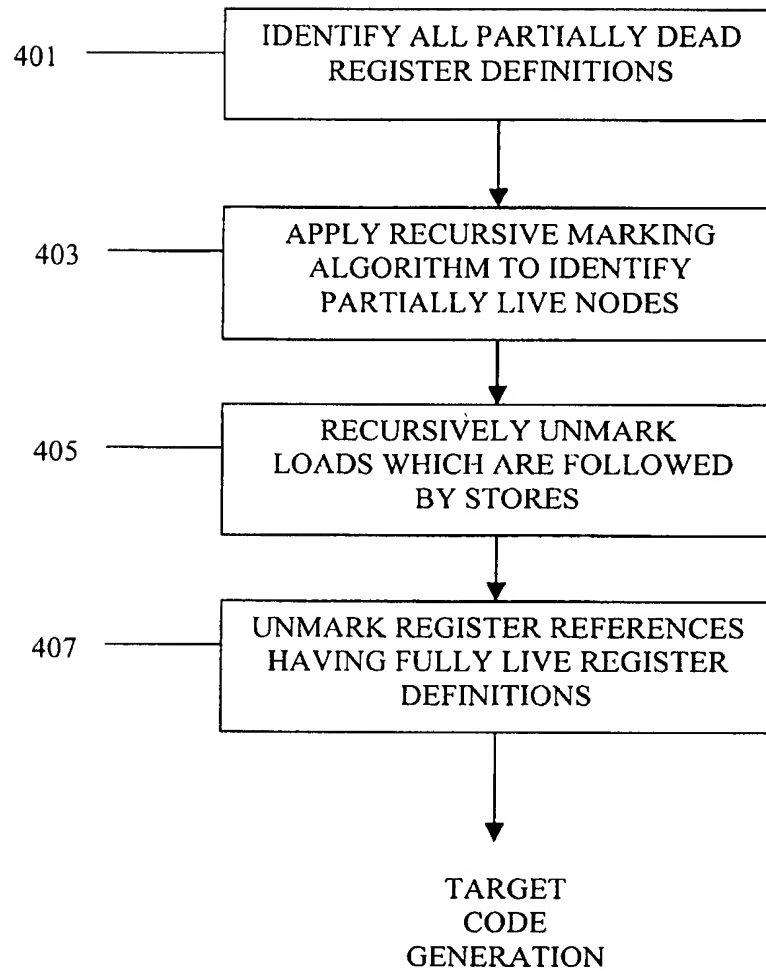 401
IDENTIFY ALL PARTIALLY DEAD
REGISTER DEFINITIONS
403
APPLY RECURSIVE MARKING
ALGORITHM TO IDENTIFY
PARTIALLY LIVE NODES
405
RECURSIVELY UNMARK
LOADS WHICH ARE FOLLOWED
BY STORES
407
UNMARK REGISTER REFERENCES
HAVING FULLY LIVE REGISTER
DEFINITIONS
TARGET
CODE
GENERATION